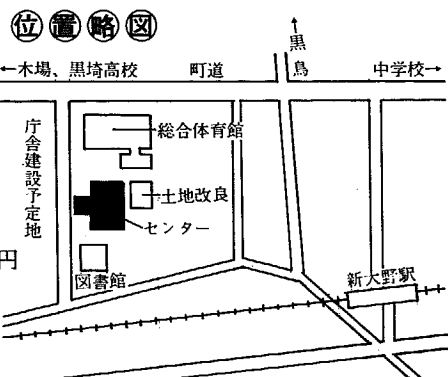 位置略図
↑黒鳥
←木場、黒埼高校
町道
中学校→
庁舎建設予定地
総合体育館
土地改良
センター
円
図書館
新大野駅